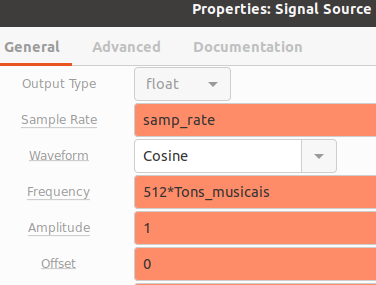 Properties: Signal Source
General Advanced Documentation
Output Type float
Sample Rate samp_rate
Waveform Cosine
Frequency 512*Tons_musicais
Amplitude 1
Offset 0